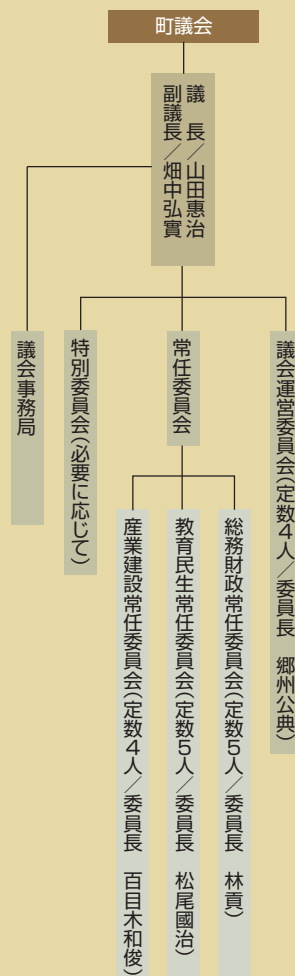 町議会
議　長／山田惠治
副議長／畑中弘實
議会運営委員会(定数４人／委員長　郷州公典)
常任委員会
特別委員会(必要に応じて)
議会事務局
総務財政常任委員会(定数５人／委員長　林貢)
教育民生常任委員会(定数５人／委員長　松尾國治)
産業建設常任委員会(定数４人／委員長　百目木和俊)